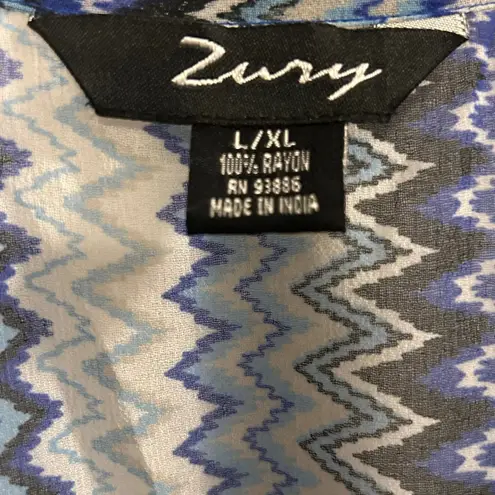 Zury
L/XL
100% RAYON
RN 93886
MADE IN INDIA